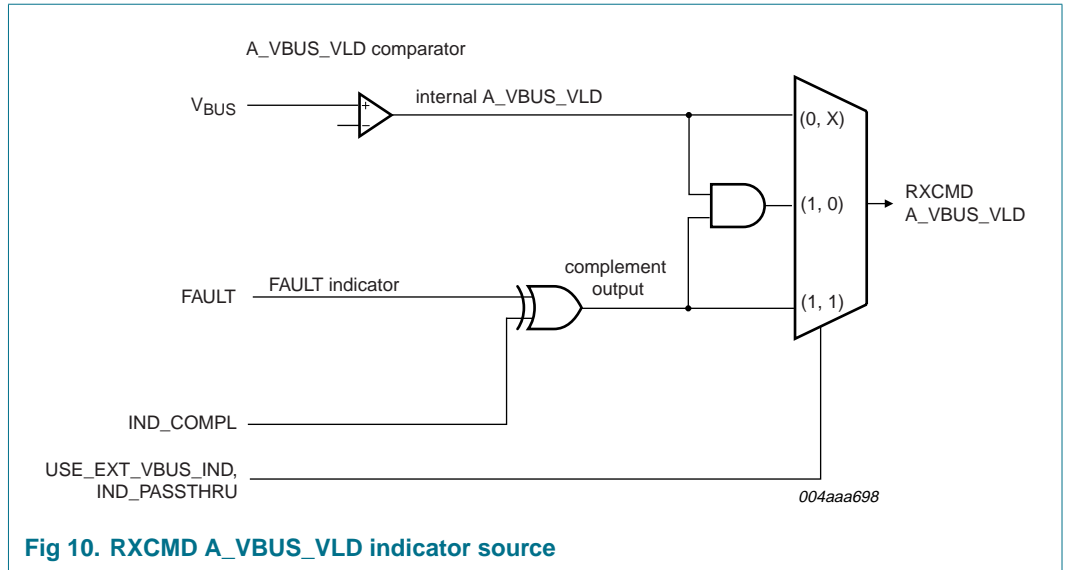 A_VBUS_VLD comparator
VBUS
+
−
internal A_VBUS_VLD
(0, X)
(1, 0)
RXCMD
A_VBUS_VLD
complement
output
FAULT
FAULT indicator
(1, 1)
IND_COMPL
USE_EXT_VBUS_IND,
IND_PASSTHRU
004aaa698
Fig 10. RXCMD A_VBUS_VLD indicator source